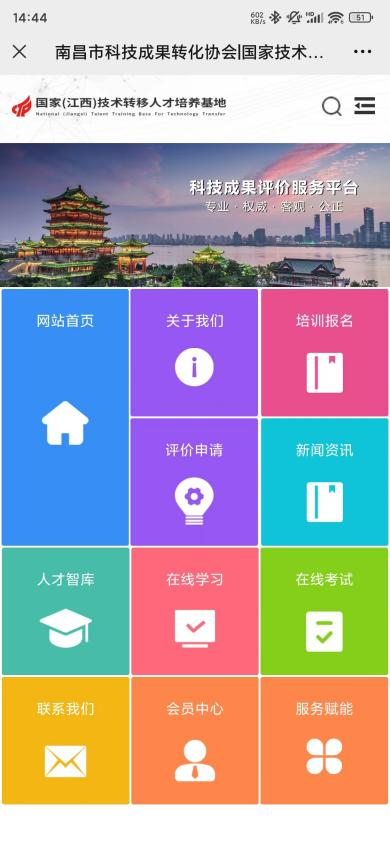 14:44
602
KB/s
HD
51
南昌市科技成果转化协会|国家技术…
国家(江西)技术转移人才培养基地
National (Jiangxi) Talent Training Base For Technology Transfer
科技成果评价服务平台
专业·权威·客观·公正
网站首页
关于我们
培训报名
评价申请
新闻资讯
人才智库
在线学习
在线考试
联系我们
会员中心
服务赋能